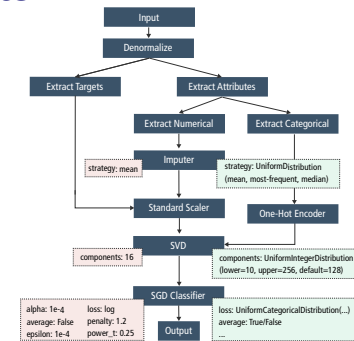 Input
Denormalize
Extract Targets
Extract Attributes
Extract Numerical
Extract Categorical
Imputer
strategy: mean
strategy: UniformDistribution
(mean, most-frequent, median)
Standard Scaler
One-Hot Encoder
SVD
components: 16
components: UniformIntegerDistribution
(lower=10, upper=256, default=128)
SGD Classifier
alpha: 1e-4
loss: log
average: False
penalty: 1.2
epsilon: 1e-4
power_t: 0.25
loss: UniformCategoricalDistribution(...)
average: True/False
...
Output